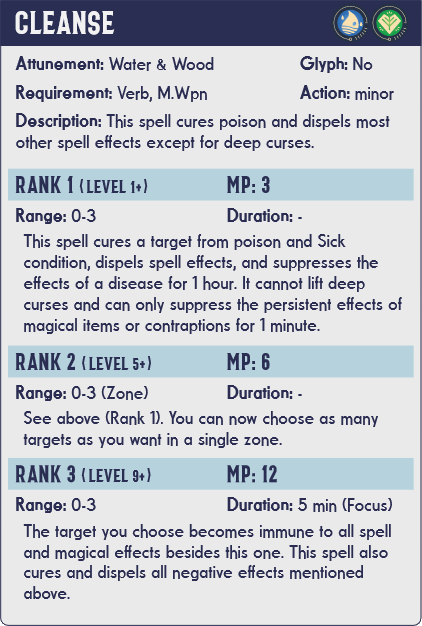 CLEANSE
Attunement: Water & Wood Glyph: No
Requirement: Verb, M.Wpn Action: minor
Description: This spell cures poison and dispels most
other spell effects except for deep curses.
RANK 1 (LEVEL 1+) MP: 3
Range: 0-3 Duration: -
This spell cures a target from poison and Sick
condition, dispels spell effects, and suppresses the
effects of a disease for 1 hour. It cannot lift deep
curses and can only suppress the persistent effects of
magical items or contraptions for 1 minute.
RANK 2 (LEVEL 5+) MP: 6
Range: 0-3 (Zone) Duration: -
See above (Rank 1). You can now choose as many
targets as you want in a single zone.
RANK 3 (LEVEL 9+) MP: 12
Range: 0-3 Duration: 5 min (Focus)
The target you choose becomes immune to all spell
and magical effects besides this one. This spell also
cures and dispels all negative effects mentioned
above.